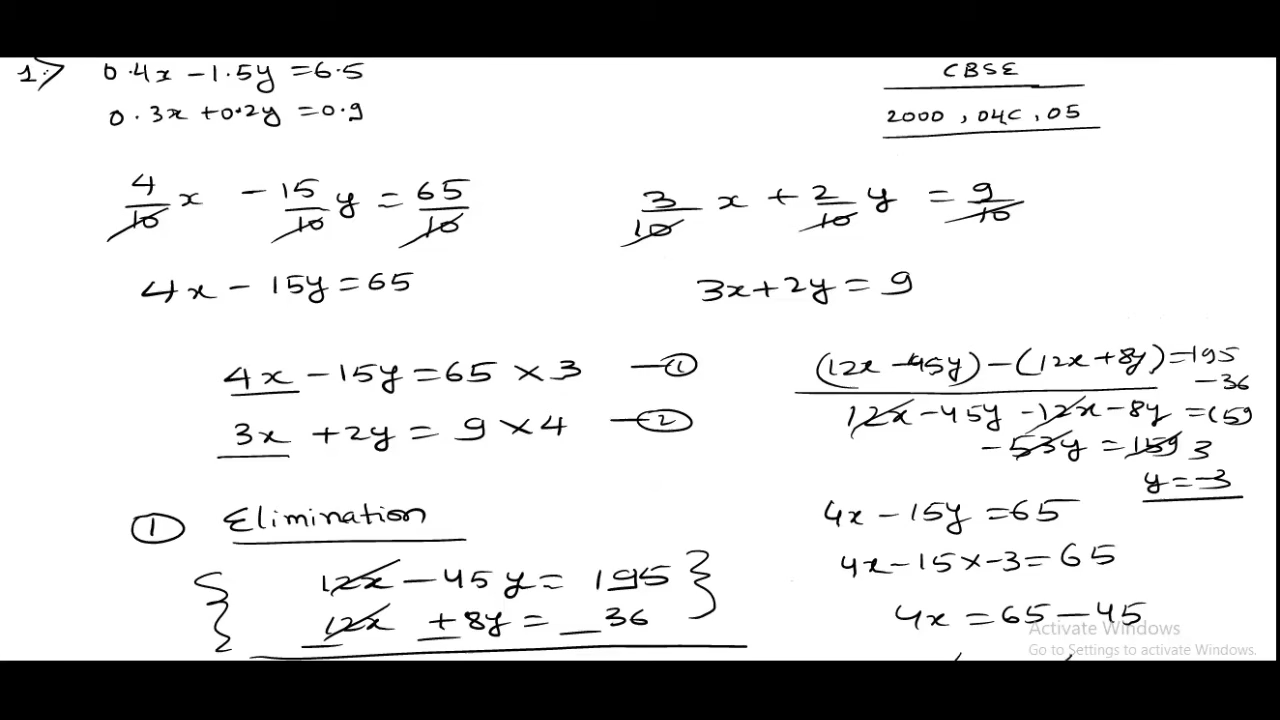 1.> 0.4x - 1.5y = 6.5
0.3x + 0.2y = 0.9
CBSE
2000, 04C, 05
4/10 x - 15/10 y = 65/10
3/10 x + 2/10 y = 9/10
4x - 15y = 65
3x + 2y = 9
4x - 15y = 65 × 3 —①
3x + 2y = 9 × 4 —②
① Elimination
12x - 45y = 195
12x + 8y = 36
(12x - 45y) - (12x + 8y) = 195
- 36
12x - 45y - 12x - 8y = 159
- 53y = 159 3
y = -3
4x - 15y = 65
4x - 15 × -3 = 65
4x = 65 - 45
Activate Windows
Go to Settings to activate Windows.